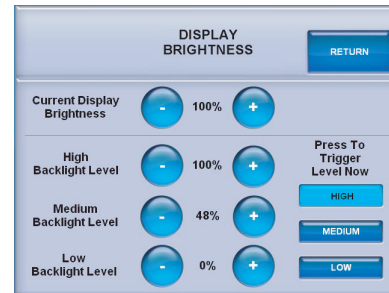 DISPLAY
BRIGHTNESS
RETURN
Current Display
Brightness
- 100% +
High
Backlight Level
- 100% +
Medium
Backlight Level
- 48% +
Low
Backlight Level
- 0% +
Press To
Trigger
Level Now
HIGH
MEDIUM
LOW